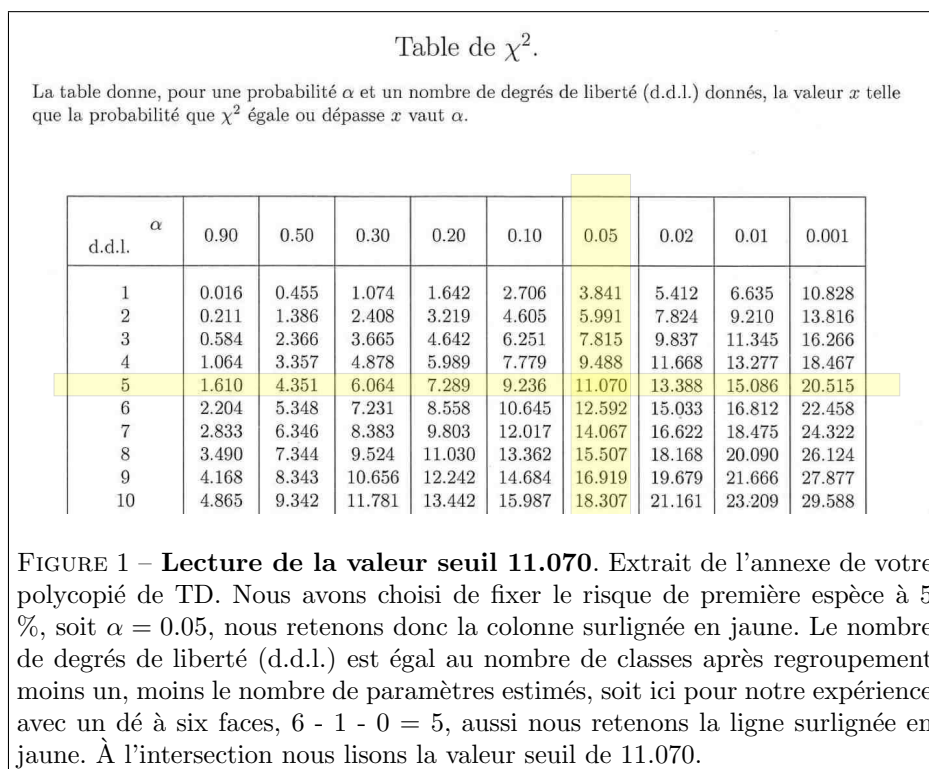 Table de χ².
La table donne, pour une probabilité α et un nombre de degrés de liberté (d.d.l.) donnés, la valeur x telle
que la probabilité que χ² égale ou dépasse x vaut α.
α
d.d.l. 0.90 0.50 0.30 0.20 0.10 0.05 0.02 0.01 0.001
1 0.016 0.455 1.074 1.642 2.706 3.841 5.412 6.635 10.828
2 0.211 1.386 2.408 3.219 4.605 5.991 7.824 9.210 13.816
3 0.584 2.366 3.665 4.642 6.251 7.815 9.837 11.345 16.266
4 1.064 3.357 4.878 5.989 7.779 9.488 11.668 13.277 18.467
5 1.610 4.351 6.064 7.289 9.236 11.070 13.388 15.086 20.515
6 2.204 5.348 7.231 8.558 10.645 12.592 15.033 16.812 22.458
7 2.833 6.346 8.383 9.803 12.017 14.067 16.622 18.475 24.322
8 3.490 7.344 9.524 11.030 13.362 15.507 18.168 20.090 26.124
9 4.168 8.343 10.656 12.242 14.684 16.919 19.679 21.666 27.877
10 4.865 9.342 11.781 13.442 15.987 18.307 21.161 23.209 29.588
FIGURE 1 – Lecture de la valeur seuil 11.070. Extrait de l'annexe de votre
polycopié de TD. Nous avons choisi de fixer le risque de première espèce à 5
%, soit α = 0.05, nous retenons donc la colonne surlignée en jaune. Le nombre
de degrés de liberté (d.d.l.) est égal au nombre de classes après regroupement
moins un, moins le nombre de paramètres estimés, soit ici pour notre expérience
avec un dé à six faces, 6 - 1 - 0 = 5, aussi nous retenons la ligne surlignée en
jaune. À l'intersection nous lisons la valeur seuil de 11.070.